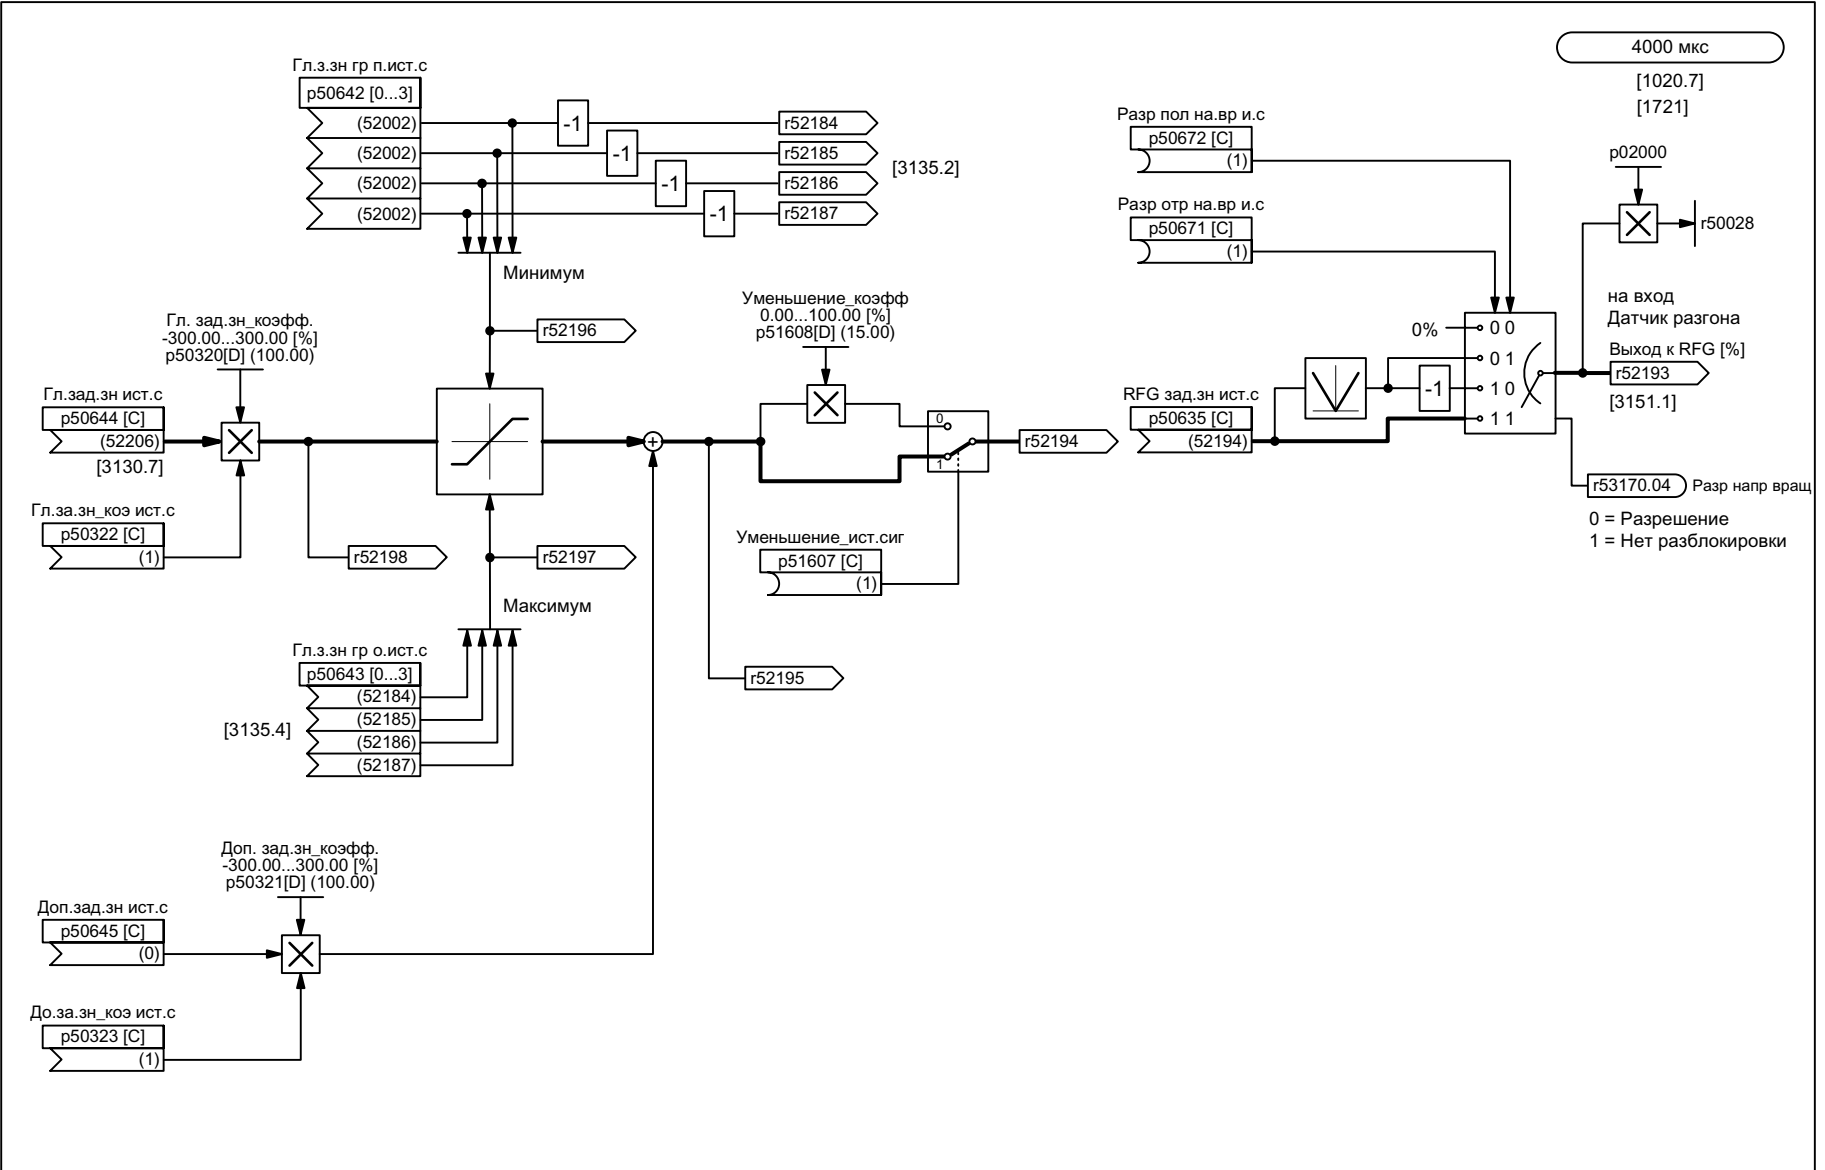 4000 мкс
[1020.7]
[1721]
Гл.з.зн гр п.ист.с
p50642 [0...3]
(52002)
(52002)
(52002)
(52002)
-1
-1
-1
-1
r52184
r52185
r52186
r52187
[3135.2]
Минимум
r52196
Гл. зад.зн_коэфф.
-300.00...300.00 [%]
p50320[D] (100.00)
Гл.зад.зн ист.с
p50644 [C]
(52206)
[3130.7]
Гл.за.зн_коэ ист.с
p50322 [C]
(1)
r52198
r52197
Максимум
Гл.з.зн гр о.ист.с
p50643 [0...3]
(52184)
(52185)
(52186)
(52187)
[3135.4]
+
Уменьшение_коэфф
0.00...100.00 [%]
p51608[D] (15.00)
0
1
r52194
Уменьшение_ист.сиг
p51607 [C]
(1)
r52195
Доп. зад.зн_коэфф.
-300.00...300.00 [%]
p50321[D] (100.00)
Доп.зад.зн ист.с
p50645 [C]
(0)
До.за.зн_коэ ист.с
p50323 [C]
(1)
Разр пол на.вр и.с
p50672 [C]
(1)
Разр отр на.вр и.с
p50671 [C]
(1)
p02000
r50028
RFG зад.зн ист.с
p50635 [C]
(52194)
0%
-1
0 0
0 1
1 0
1 1
на вход
Датчик разгона
Выход к RFG [%]
r52193
[3151.1]
r53170.04
Разр напр вращ
0 = Разрешение
1 = Нет разблокировки